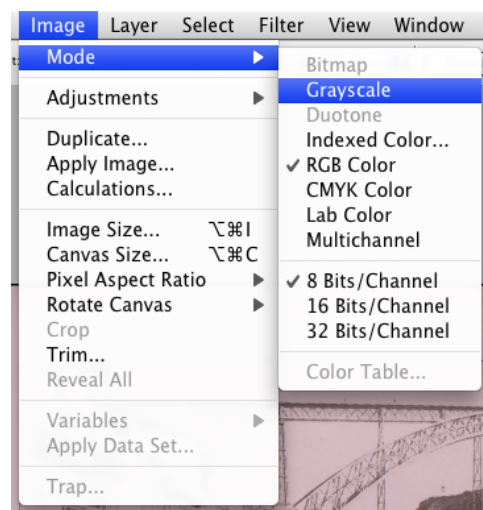 Image Layer Select Filter View Window
Mode
Adjustments
Duplicate...
Apply Image...
Calculations...
Image Size... ⌥⌘I
Canvas Size... ⌥⌘C
Pixel Aspect Ratio
Rotate Canvas
Crop
Trim...
Reveal All
Variables
Apply Data Set...
Trap...
Bitmap
Grayscale
Duotone
Indexed Color...
✓ RGB Color
CMYK Color
Lab Color
Multichannel
✓ 8 Bits/Channel
16 Bits/Channel
32 Bits/Channel
Color Table...